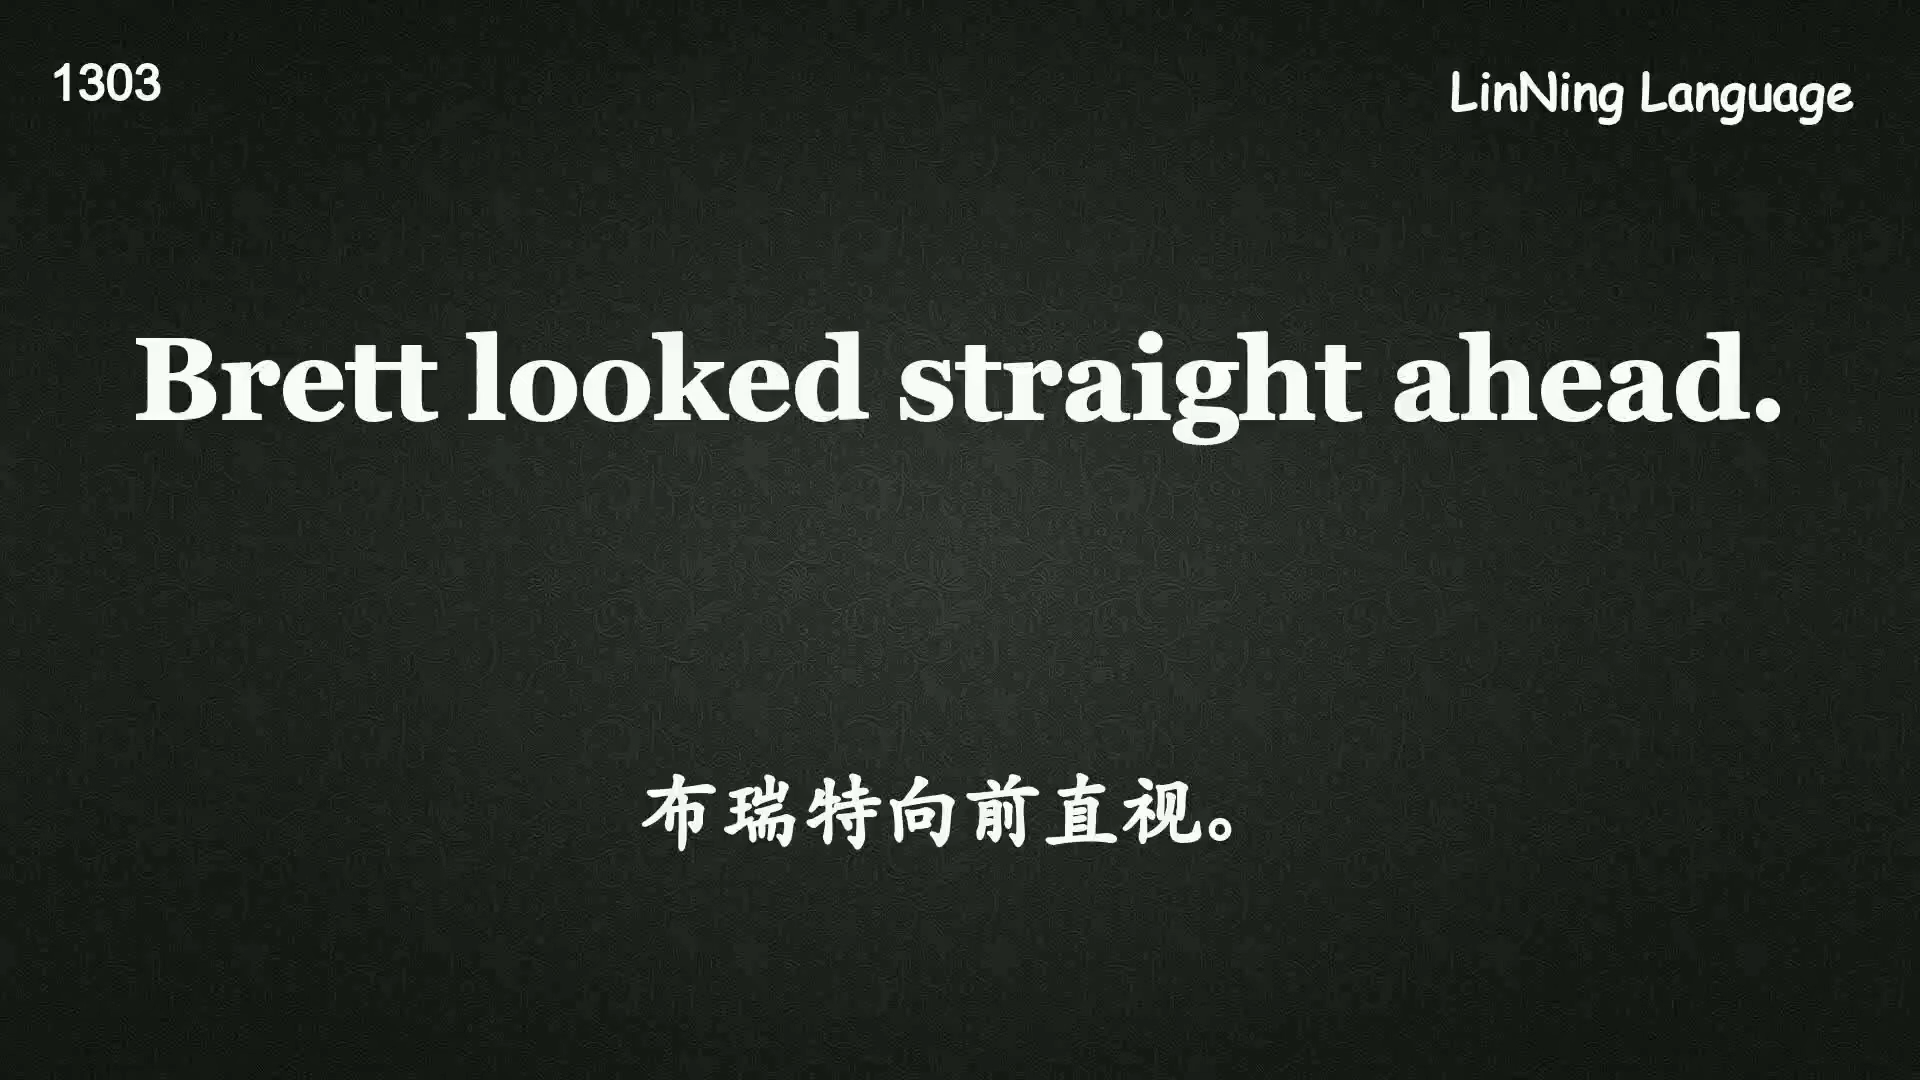 1303
LinNing Language
Brett looked straight ahead.
布瑞特向前直视。